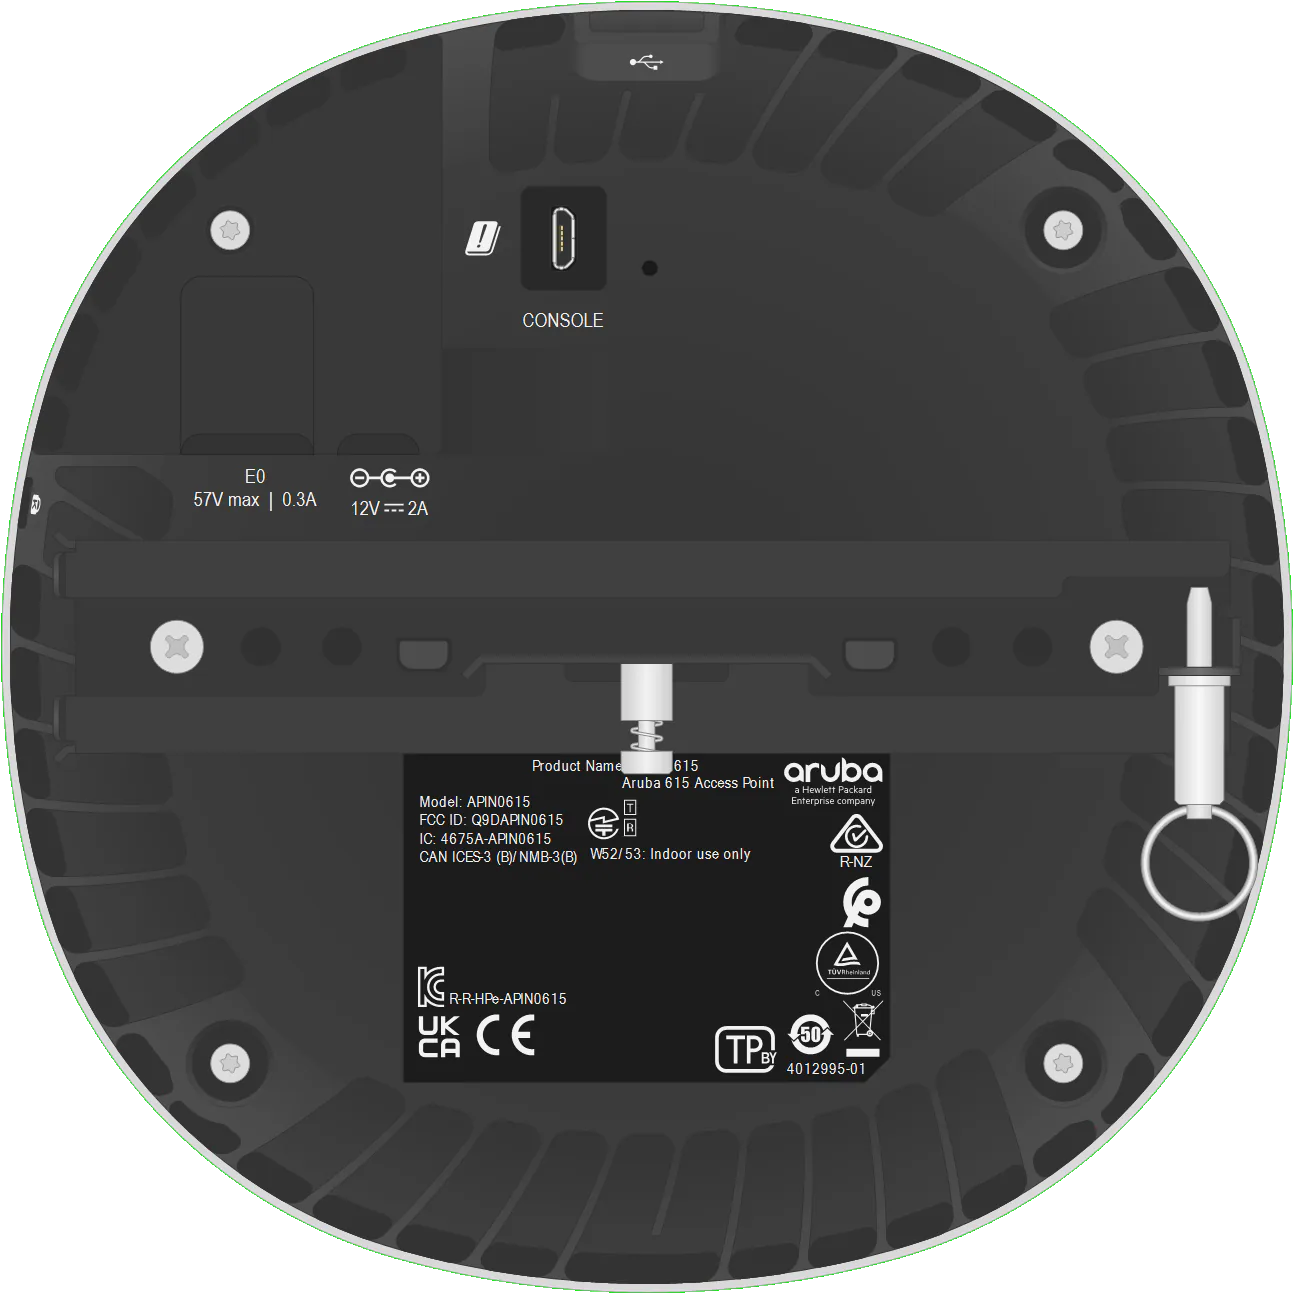 CONSOLE
E0
57V max | 0.3A
12V 2A
Product Name 615
Aruba 615 Access Point
aruba
a Hewlett Packard
Enterprise company
Model: APIN0615
FCC ID: Q9DAPIN0615
IC: 4675A-APIN0615
CAN ICES-3 (B)/NMB-3(B)
T
R
W52/53: Indoor use only
R-NZ
TÜVRheinland
C US
R-R-HPe-APIN0615
UK
CA
CE
TP BY
50
4012995-01